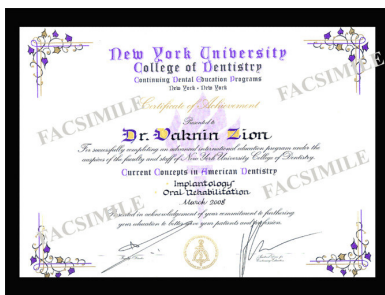 New York University
College of Dentistry
Continuing Dental Education Programs
New York - New York
FACSIMILE
Certificate of Achievement
FACSIMILE
Presented to
Dr. Vaknin Zion
For successfully completing an advanced international education program under the
auspices of the faculty and staff of New York University College of Dentistry.
Current Concepts in American Dentistry
FACSIMILE
Implantology
Oral Rehabilitation
March 2008
FACSIMILE
Presented in acknowledgement of your commitment to furthering
your education to better serve your patients and profession.